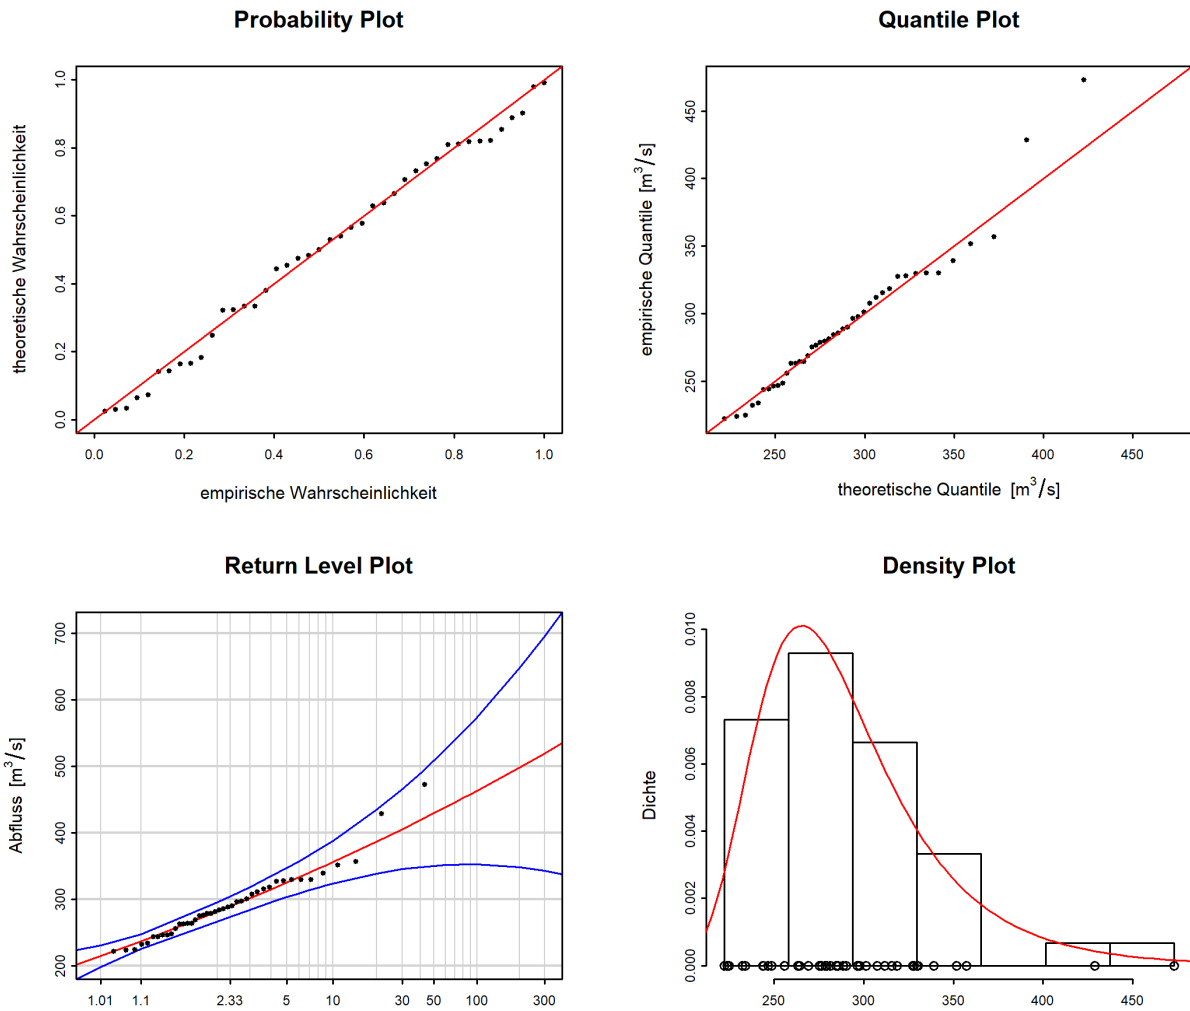 Probability Plot
theoretische Wahrscheinlichkeit
0.0 0.2 0.4 0.6 0.8 1.0
0.0 0.2 0.4 0.6 0.8 1.0
empirische Wahrscheinlichkeit
Quantile Plot
empirische Quantile [m³/s]
250 300 350 400 450
250 300 350 400 450
theoretische Quantile [m³/s]
Return Level Plot
Abfluss [m³/s]
200 300 400 500 600 700
1.01 1.1 2.33 5 10 30 50 100 300
Density Plot
Dichte
0.000 0.002 0.004 0.006 0.008 0.010
250 300 350 400 450